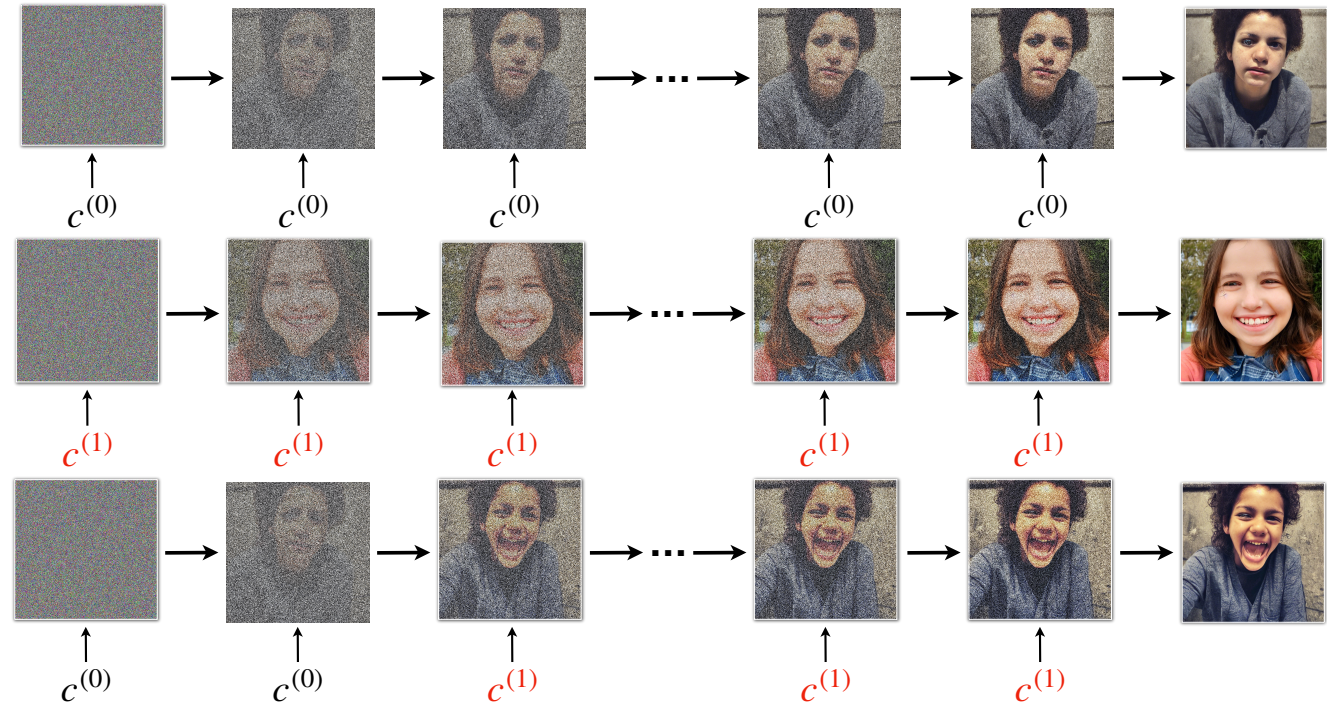 ...
c^(0) c^(0) c^(0) c^(0) c^(0)
...
c^(1) c^(1) c^(1) c^(1) c^(1)
...
c^(0) c^(0) c^(1) c^(1) c^(1)